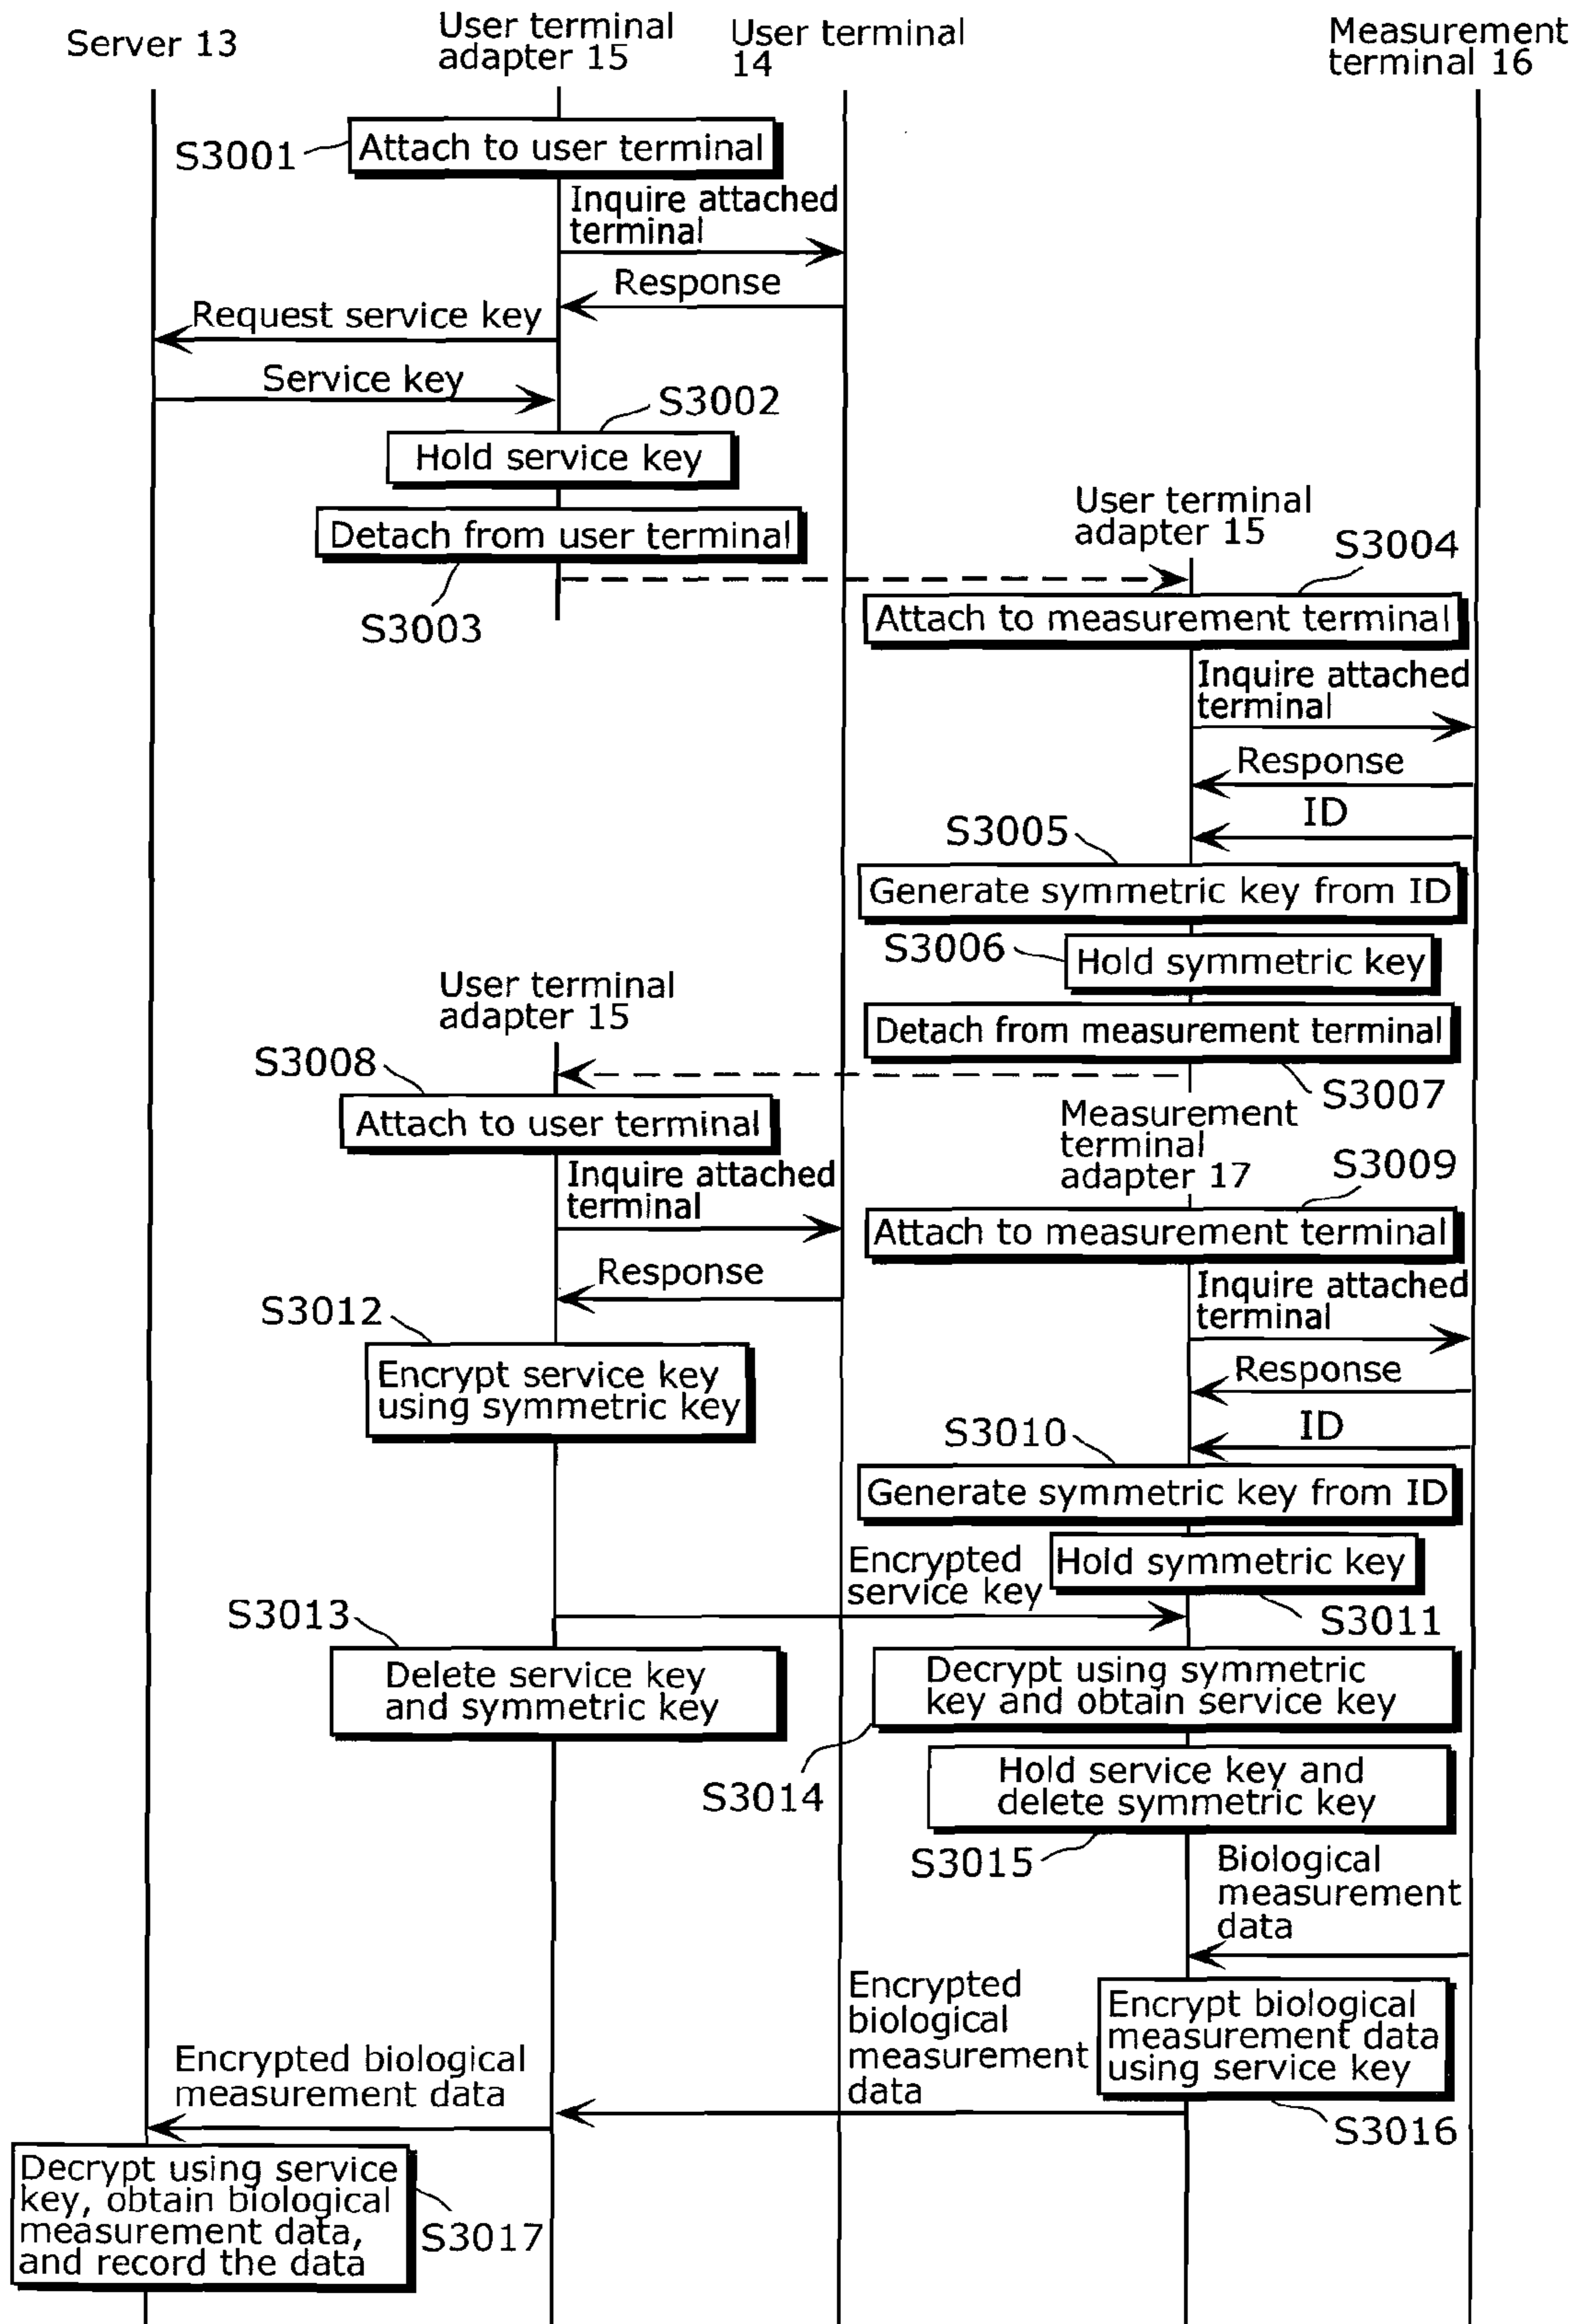 Server 13
User terminal
adapter 15
User terminal
14
Measurement
terminal 16
S3001
Attach to user terminal
Inquire attached
terminal
Response
Request service key
Service key
S3002
Hold service key
Detach from user terminal
S3003
User terminal
adapter 15
S3004
Attach to measurement terminal
Inquire attached
terminal
Response
ID
S3005
Generate symmetric key from ID
S3006
Hold symmetric key
Detach from measurement terminal
S3007
User terminal
adapter 15
S3008
Attach to user terminal
Inquire attached
terminal
Response
Measurement
terminal
adapter 17
S3009
Attach to measurement terminal
Inquire attached
terminal
Response
ID
S3012
Encrypt service key
using symmetric key
S3010
Generate symmetric key from ID
Hold symmetric key
S3011
Encrypted
service key
S3013
Delete service key
and symmetric key
Decrypt using symmetric
key and obtain service key
S3014
Hold service key and
delete symmetric key
S3015
Biological
measurement
data
Encrypt biological
measurement data
using service key
S3016
Encrypted
biological
measurement
data
Encrypted biological
measurement data
Decrypt using service
key, obtain biological
measurement data,
and record the data
S3017